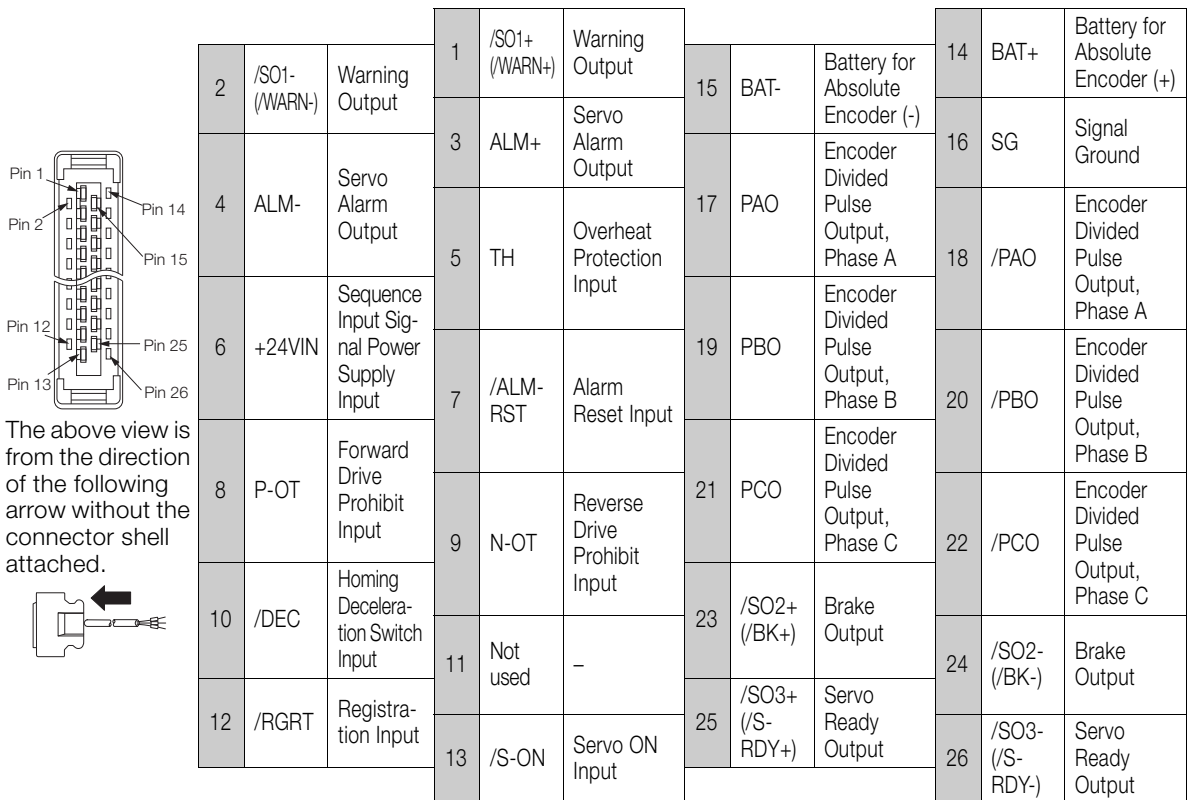 Pin 1
Pin 2
Pin 14
Pin 15
Pin 12
Pin 13
Pin 25
Pin 26
The above view is
from the direction
of the following
arrow without the
connector shell
attached.
2
/SO1-
(/WARN-)
Warning
Output
4
ALM-
Servo
Alarm
Output
6
+24VIN
Sequence
Input Sig-
nal Power
Supply
Input
8
P-OT
Forward
Drive
Prohibit
Input
10
/DEC
Homing
Decelera-
tion Switch
Input
12
/RGRT
Registra-
tion Input
1
/SO1+
(/WARN+)
Warning
Output
3
ALM+
Servo
Alarm
Output
5
TH
Overheat
Protection
Input
7
/ALM-
RST
Alarm
Reset Input
9
N-OT
Reverse
Drive
Prohibit
Input
11
Not
used
–
13
/S-ON
Servo ON
Input
15
BAT-
Battery for
Absolute
Encoder (-)
17
PAO
Encoder
Divided
Pulse
Output,
Phase A
19
PBO
Encoder
Divided
Pulse
Output,
Phase B
21
PCO
Encoder
Divided
Pulse
Output,
Phase C
23
/SO2+
(/BK+)
Brake
Output
25
/SO3+
(/S-
RDY+)
Servo
Ready
Output
14
BAT+
Battery for
Absolute
Encoder (+)
16
SG
Signal
Ground
18
/PAO
Encoder
Divided
Pulse
Output,
Phase A
20
/PBO
Encoder
Divided
Pulse
Output,
Phase B
22
/PCO
Encoder
Divided
Pulse
Output,
Phase C
24
/SO2-
(/BK-)
Brake
Output
26
/SO3-
(/S-
RDY-)
Servo
Ready
Output